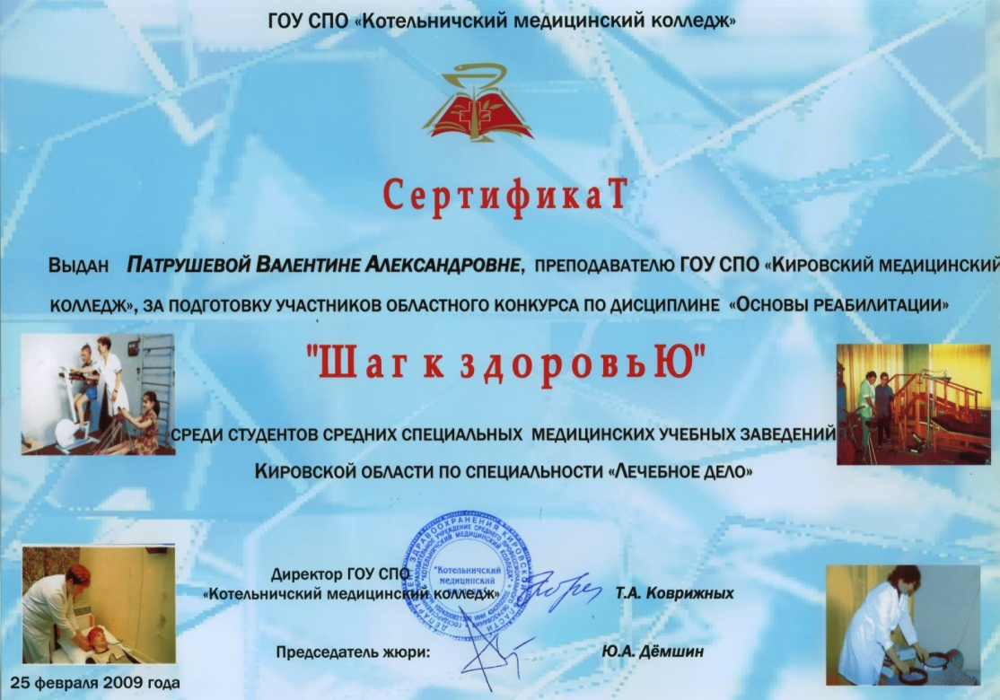 ГОУ СПО «Котельничский медицинский колледж»
СертификаТ
Выдан Патрушевой Валентине Александровне, преподавателю ГОУ СПО «Кировский медицинский
колледж», за подготовку участников областного конкурса по дисциплине «Основы реабилитации»
"Шаг к здоровьЮ"
среди студентов средних специальных медицинских учебных заведений
Кировской области по специальности «Лечебное дело»
Директор ГОУ СПО
«Котельничский медицинский колледж»
Т.А. Коврижных
"Котельничский
медицинский
Председатель жюри:
Ю.А. Дёмшин
25 февраля 2009 года